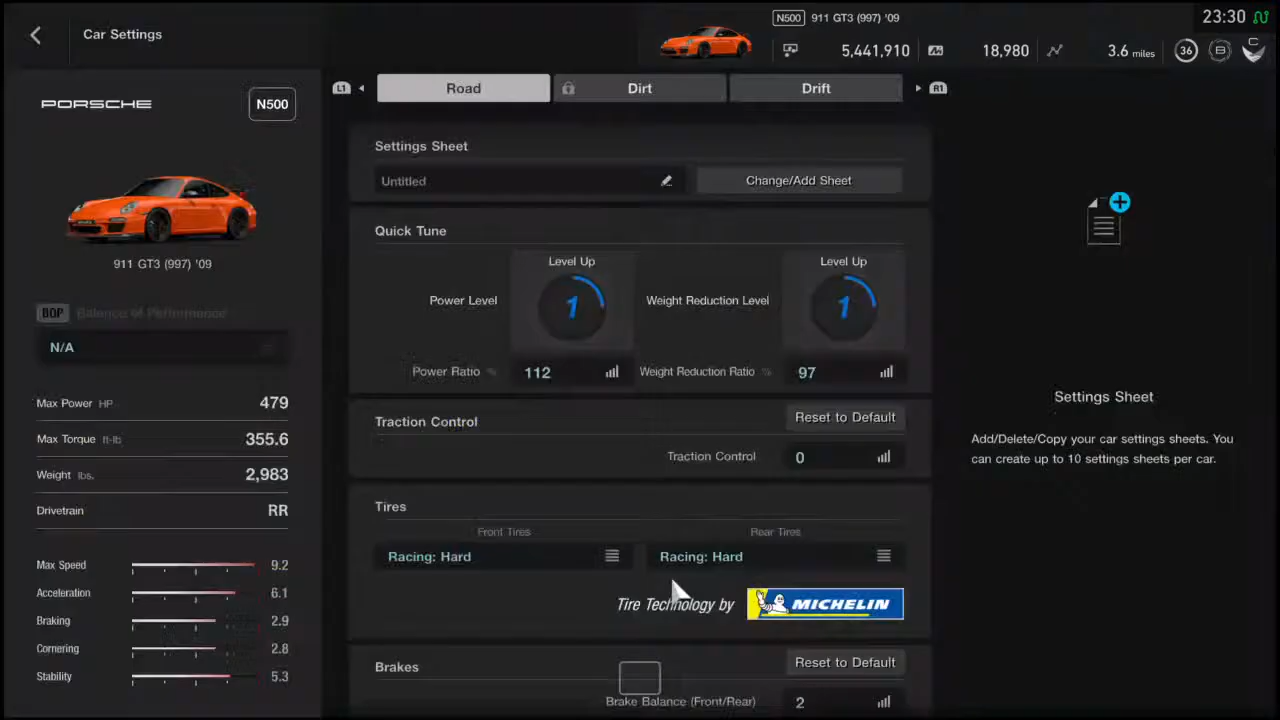 Car Settings
N500 911 GT3 (997) '09
23:30
5,441,910
18,980
3.6 miles
36
B
C
PORSCHE
N500
L1
Road
Dirt
Drift
R1
Settings Sheet
Untitled
Change/Add Sheet
Quick Tune
Level Up
Level Up
Power Level
1
Weight Reduction Level
1
Power Ratio %
112
Weight Reduction Ratio %
97
911 GT3 (997) '09
BOP Balance of Performance
N/A
Max Power HP 479
Max Torque ft-lb 355.6
Weight lbs. 2,983
Drivetrain RR
Max Speed 9.2
Acceleration 6.1
Braking 2.9
Cornering 2.8
Stability 5.3
Traction Control
Reset to Default
Traction Control 0
Tires
Front Tires
Rear Tires
Racing: Hard
Racing: Hard
Tire Technology by
MICHELIN
Brakes
Reset to Default
Brake Balance (Front/Rear) 2
Settings Sheet
Add/Delete/Copy your car settings sheets. You
can create up to 10 settings sheets per car.